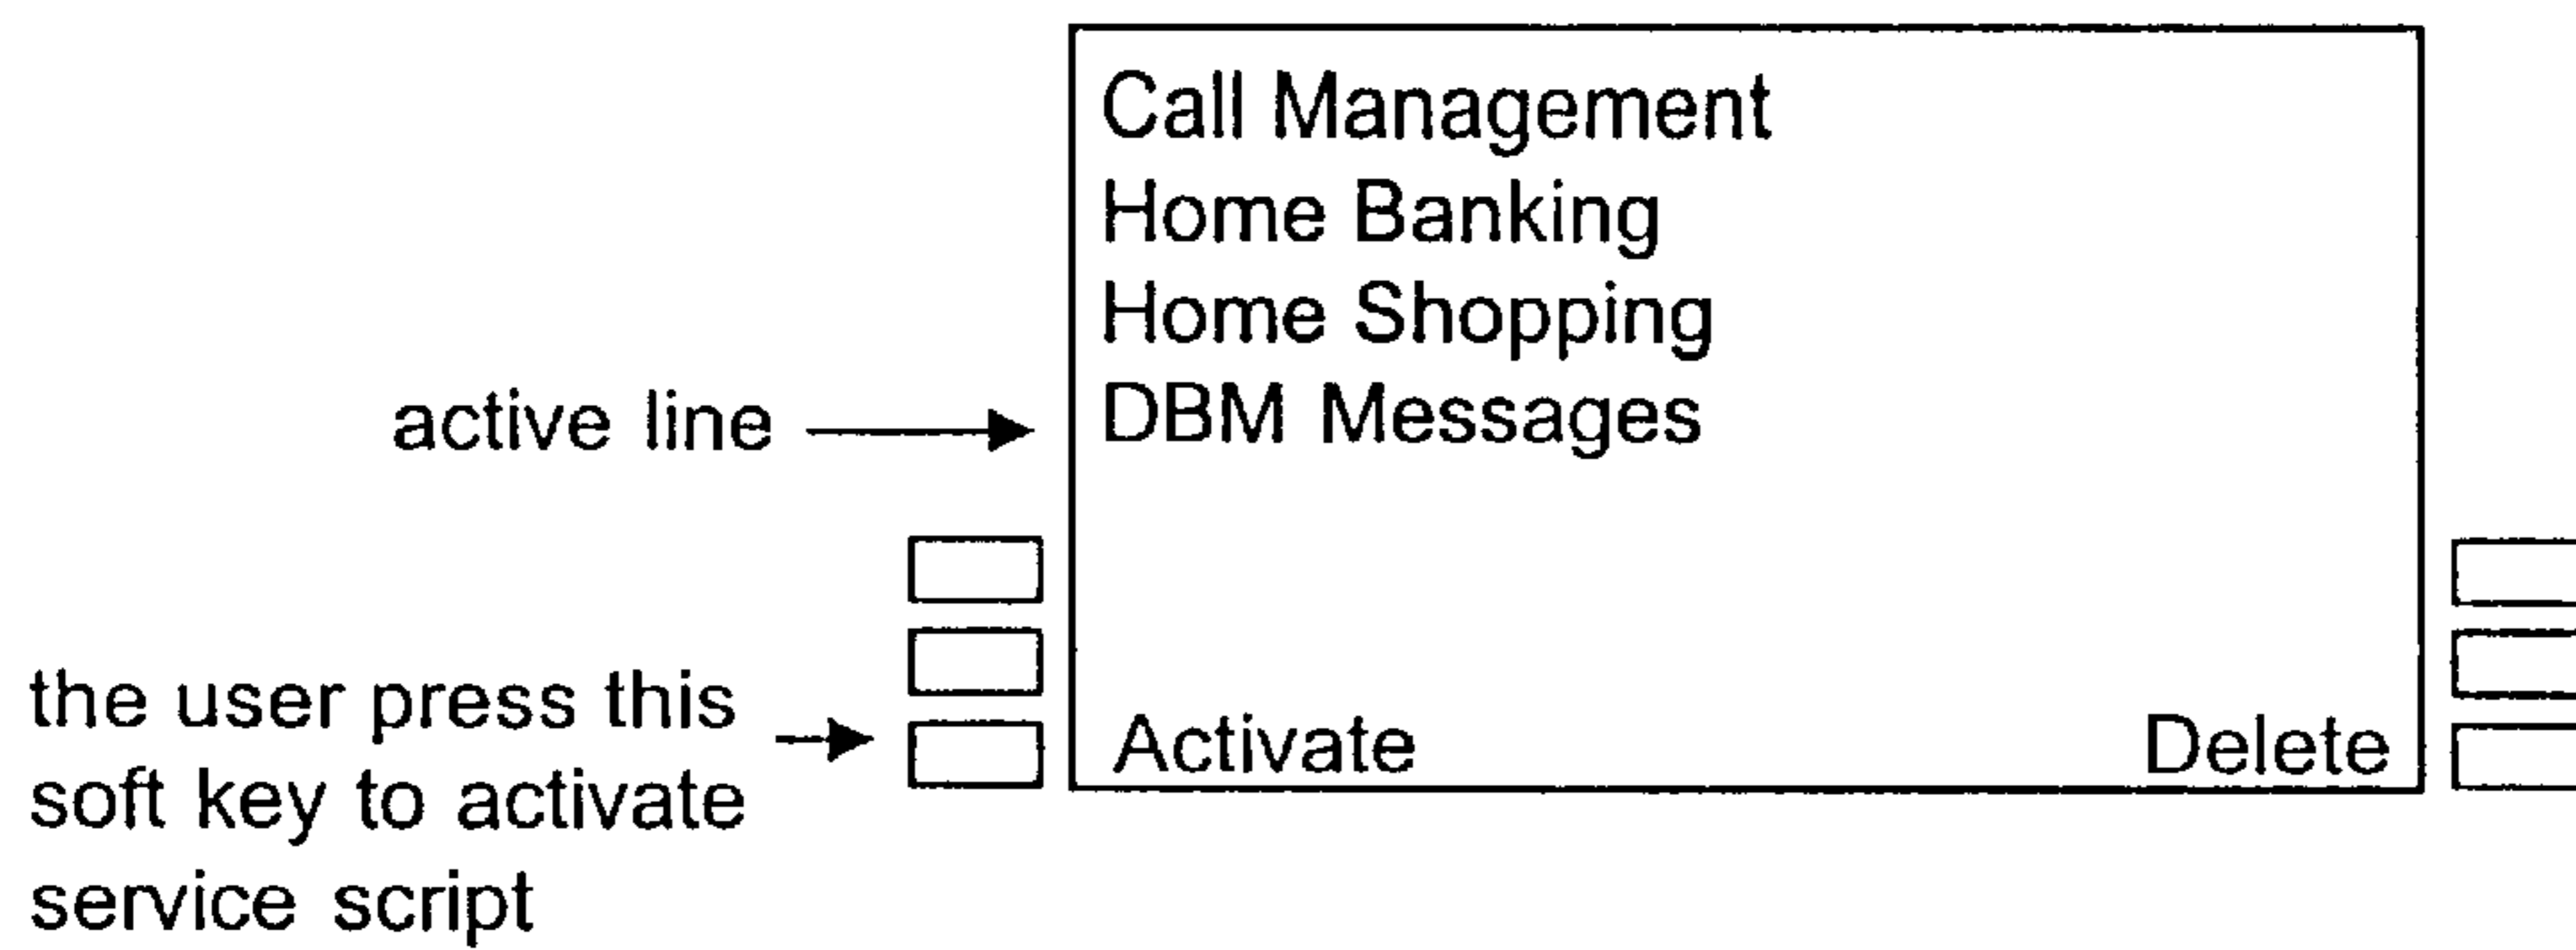 Call Management
Home Banking
Home Shopping
active line
DBM Messages
the user press this
soft key to activate
service script
Activate
Delete